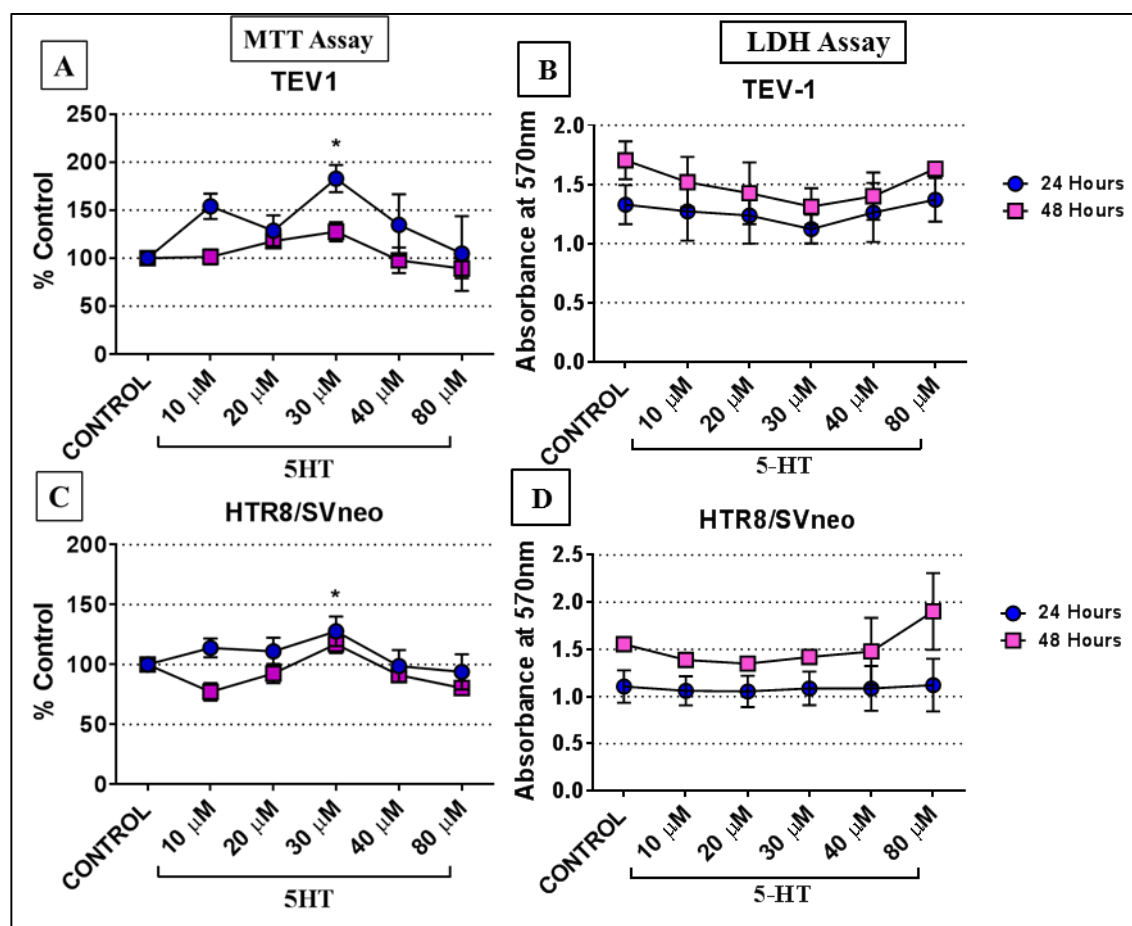 MTT Assay
LDH Assay
A
TEV1
% Control
250
200
150
100
50
0
*
CONTROL
10 μM
20 μM
30 μM
40 μM
80 μM
5HT
B
TEV-1
Absorbance at 570nm
2.0
1.5
1.0
0.5
0.0
CONTROL
10 μM
20 μM
30 μM
40 μM
80 μM
5-HT
24 Hours
48 Hours
C
HTR8/SVneo
% Control
200
150
100
50
0
*
CONTROL
10 μM
20 μM
30 μM
40 μM
80 μM
5HT
D
HTR8/SVneo
Absorbance at 570nm
2.5
2.0
1.5
1.0
0.5
0.0
CONTROL
10 μM
20 μM
30 μM
40 μM
80 μM
5-HT
24 Hours
48 Hours